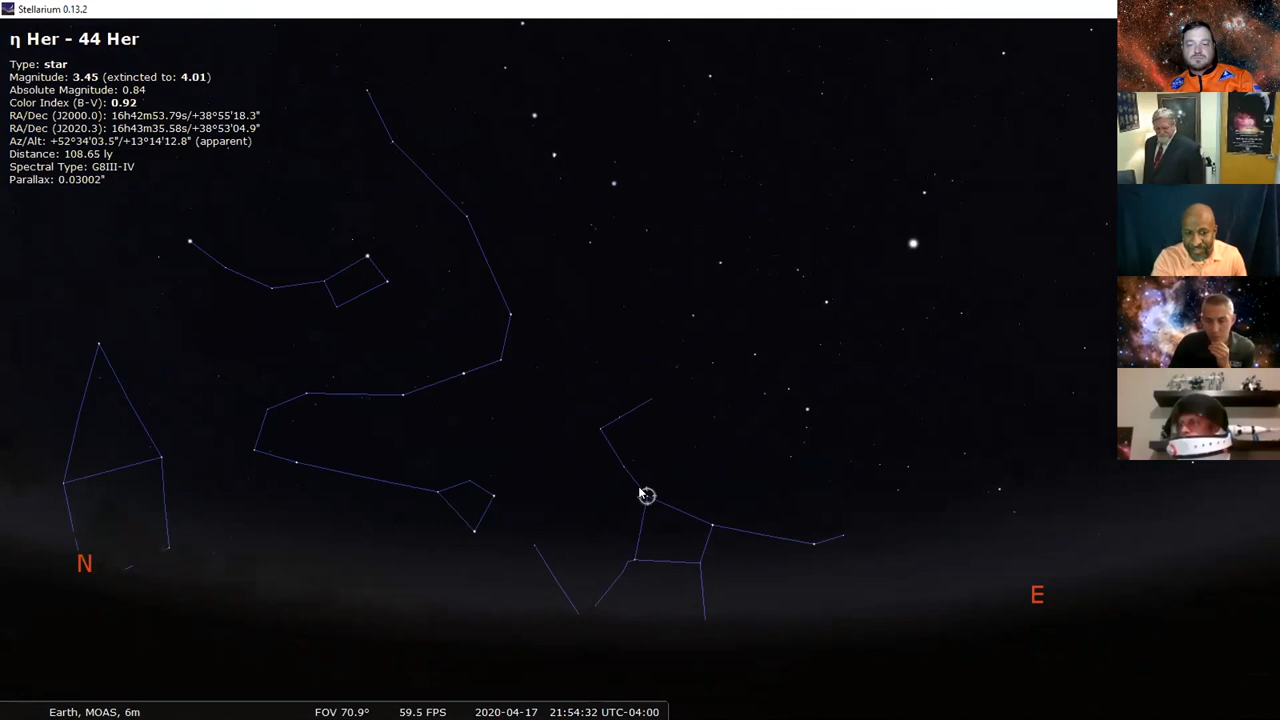 Stellarium 0.13.2
η Her - 44 Her
Type: star
Magnitude: 3.45 (extincted to: 4.01)
Absolute Magnitude: 0.84
Color Index (B-V): 0.92
RA/Dec (J2000.0): 16h42m53.79s/+38°55'18.3"
RA/Dec (J2020.3): 16h43m35.58s/+38°53'04.9"
Az/Alt: +52°34'03.5"/+13°14'12.8" (apparent)
Distance: 108.65 ly
Spectral Type: G8III-IV
Parallax: 0.03002"
N
E
Earth, MOAS, 6m FOV 70.9° 59.5 FPS 2020-04-17 21:54:32 UTC-04:00